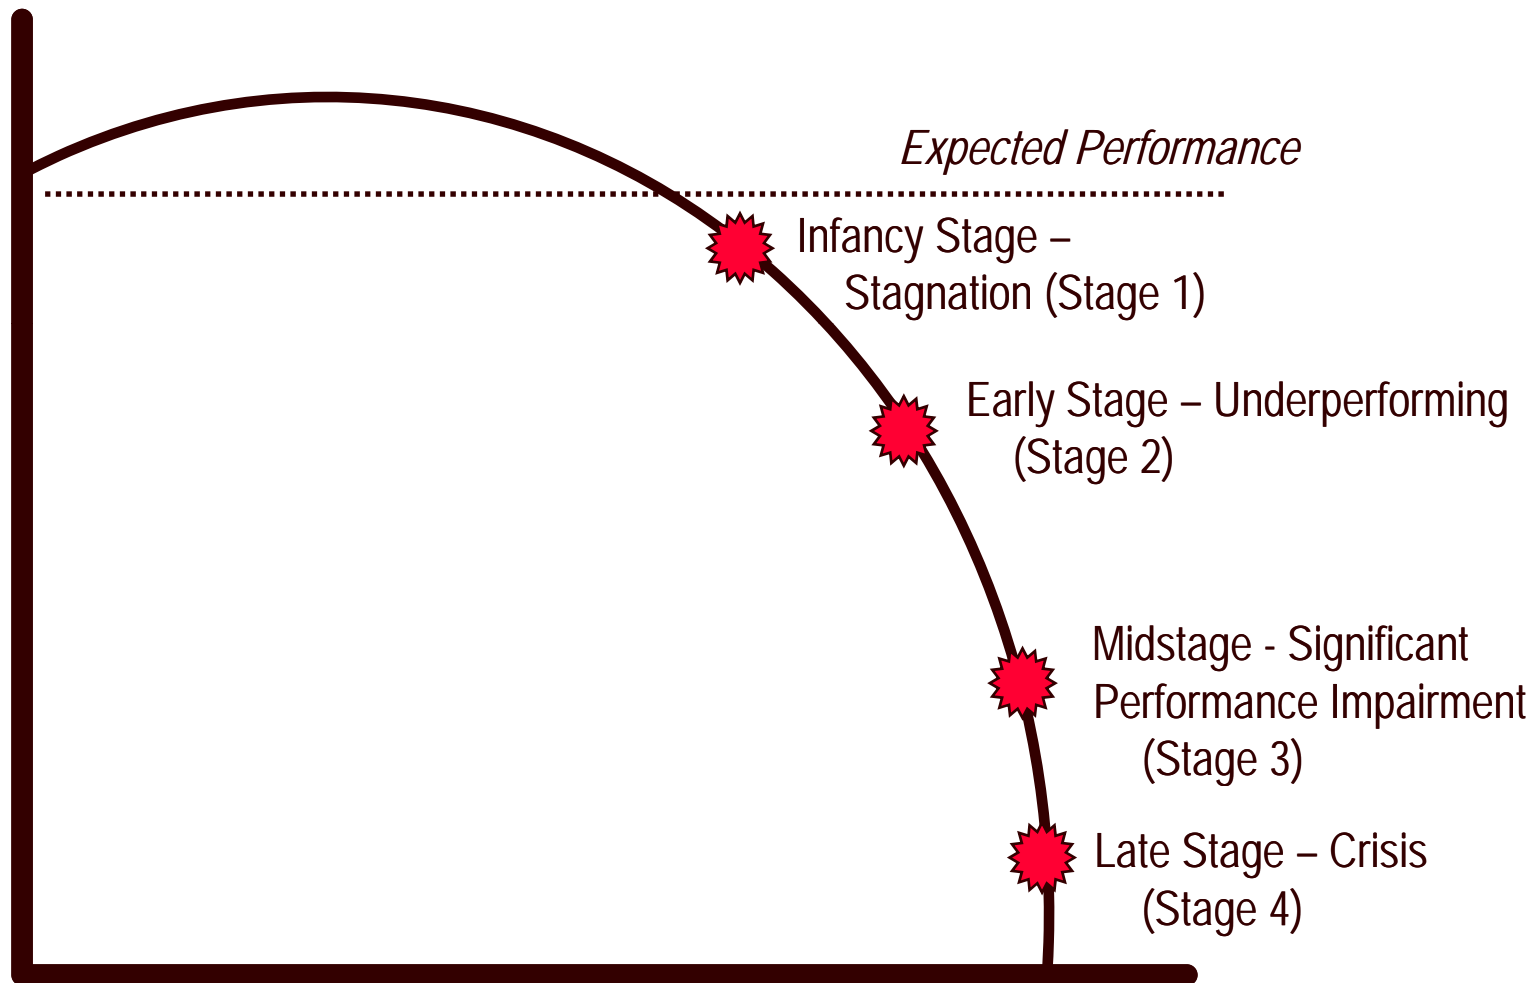 Expected Performance
Infancy Stage –
Stagnation (Stage 1)
Early Stage – Underperforming
(Stage 2)
Midstage - Significant
Performance Impairment
(Stage 3)
Late Stage – Crisis
(Stage 4)